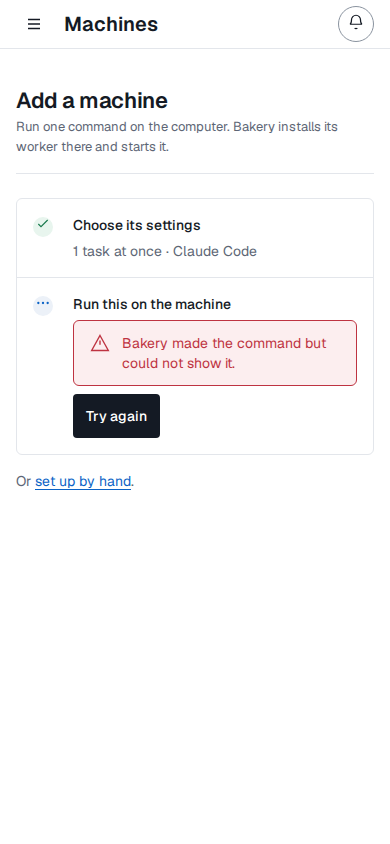 Machines
Add a machine
Run one command on the computer. Bakery installs its
worker there and starts it.
Choose its settings
1 task at once · Claude Code
Run this on the machine
Bakery made the command but
could not show it.
Try again
Or set up by hand.